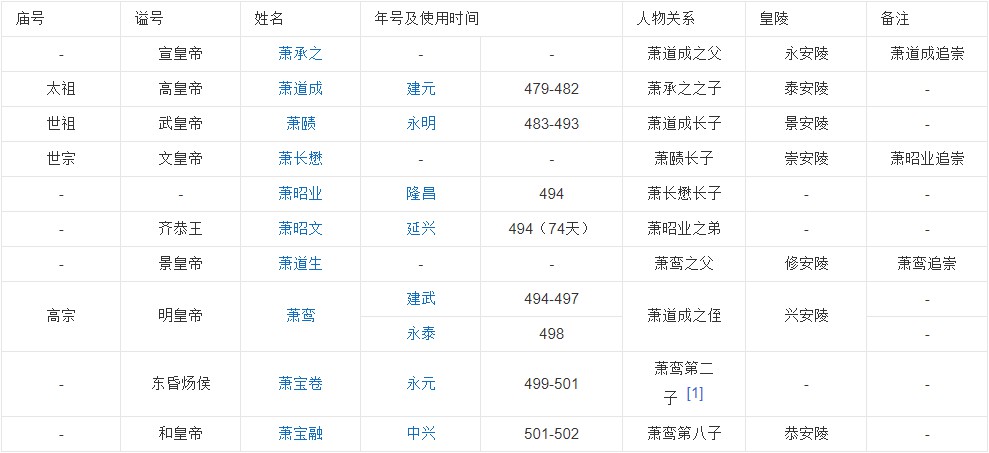 庙号 谥号 姓名 年号及使用时间 人物关系 皇陵 备注
- 宣皇帝 萧承之 - - 萧道成之父 永安陵 萧道成追崇
太祖 高皇帝 萧道成 建元 479-482 萧承之之子 泰安陵 -
世祖 武皇帝 萧赜 永明 483-493 萧道成长子 景安陵 -
世宗 文皇帝 萧长懋 - - 萧赜长子 崇安陵 萧昭业追崇
- - 萧昭业 隆昌 494 萧长懋长子 - -
- 齐恭王 萧昭文 延兴 494（74天） 萧昭业之弟 - -
- 景皇帝 萧道生 - - 萧鸾之父 修安陵 萧鸾追崇
建武 494-497 -
高宗 明皇帝 萧鸾 萧道成之侄 兴安陵
永泰 498 -
萧鸾第二
- 东昏炀侯 萧宝卷 永元 499-501 - -
子 [1]
- 和皇帝 萧宝融 中兴 501-502 萧鸾第八子 恭安陵 -